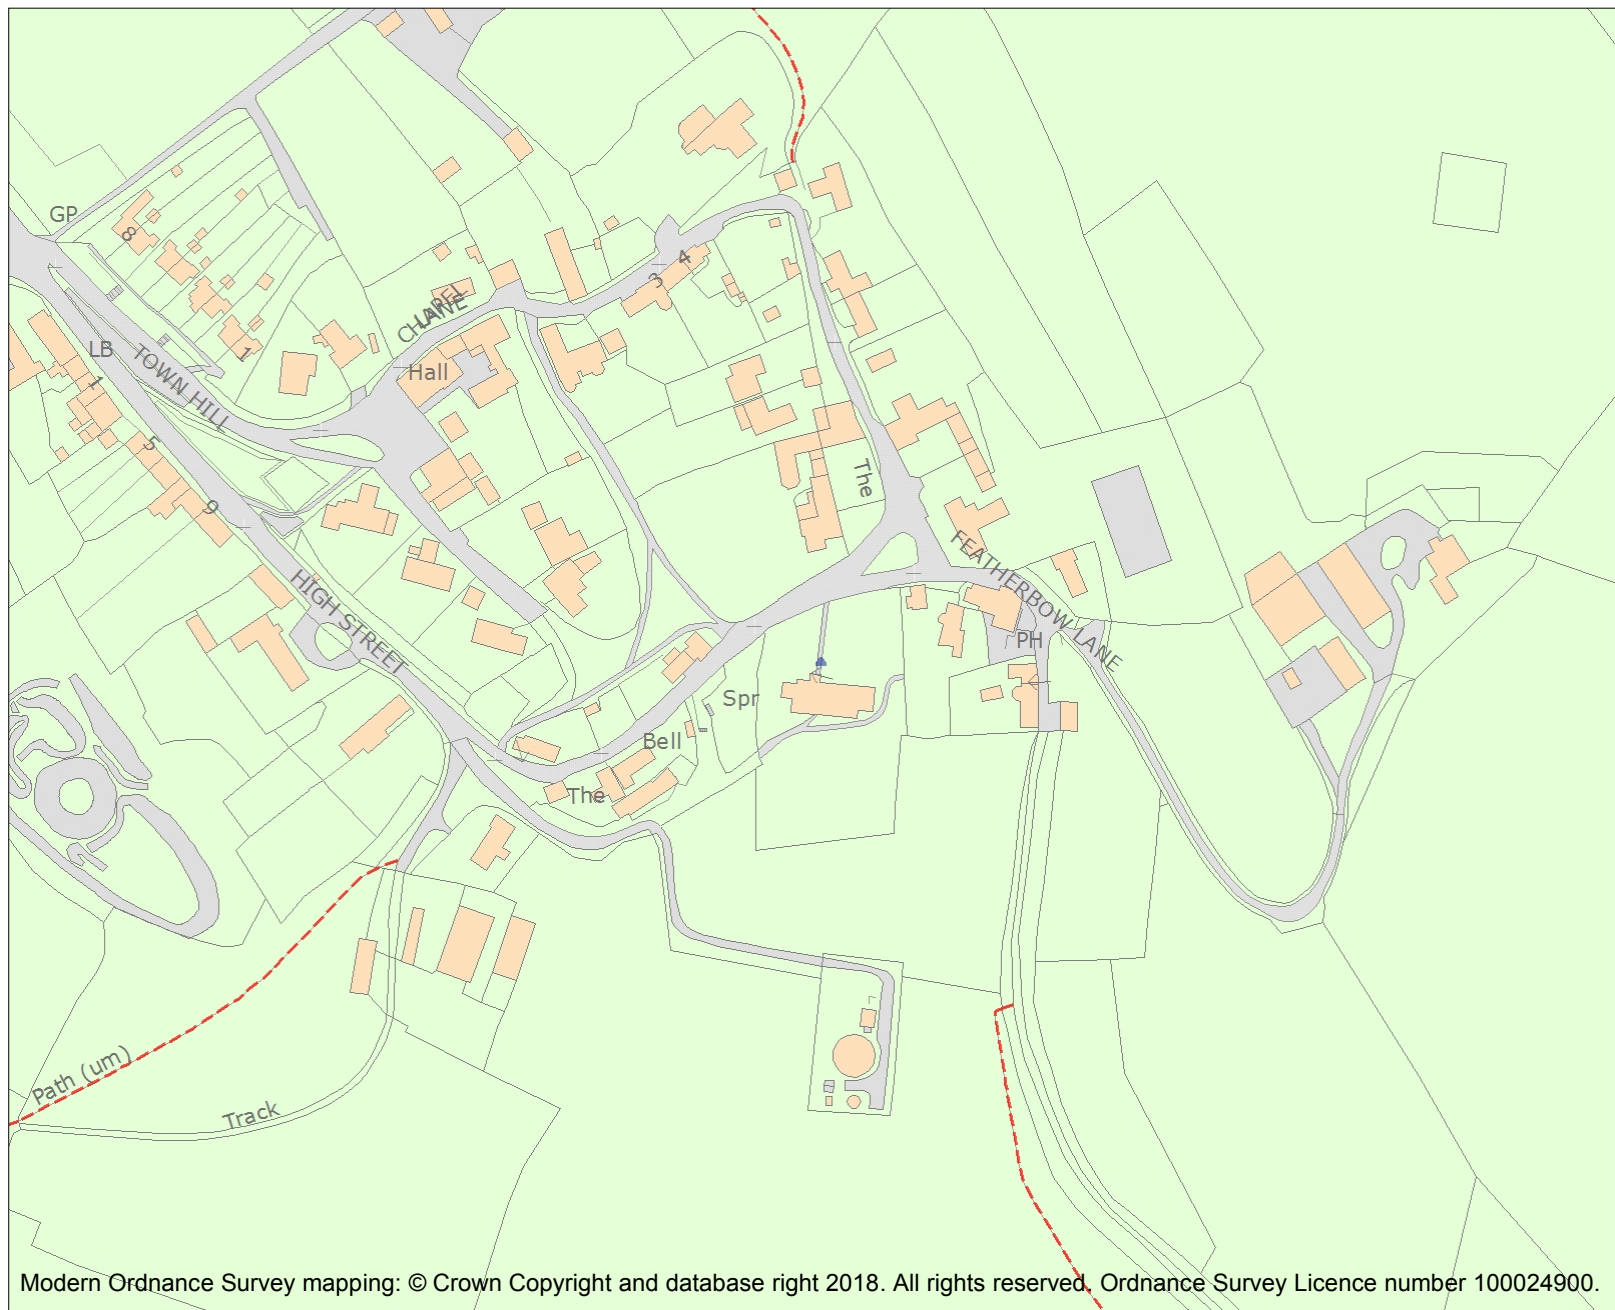 GP
8
4
3
CHAPEL
LANE
LB
1
1
TOWN HILL
Hall
5
The
9
FEATHERBOW LANE
HIGH STREET
PH
Spr
Bell
The
Path (um)
Track
Modern Ordnance Survey mapping: © Crown Copyright and database right 2018. All rights reserved. Ordnance Survey Licence number 100024900.